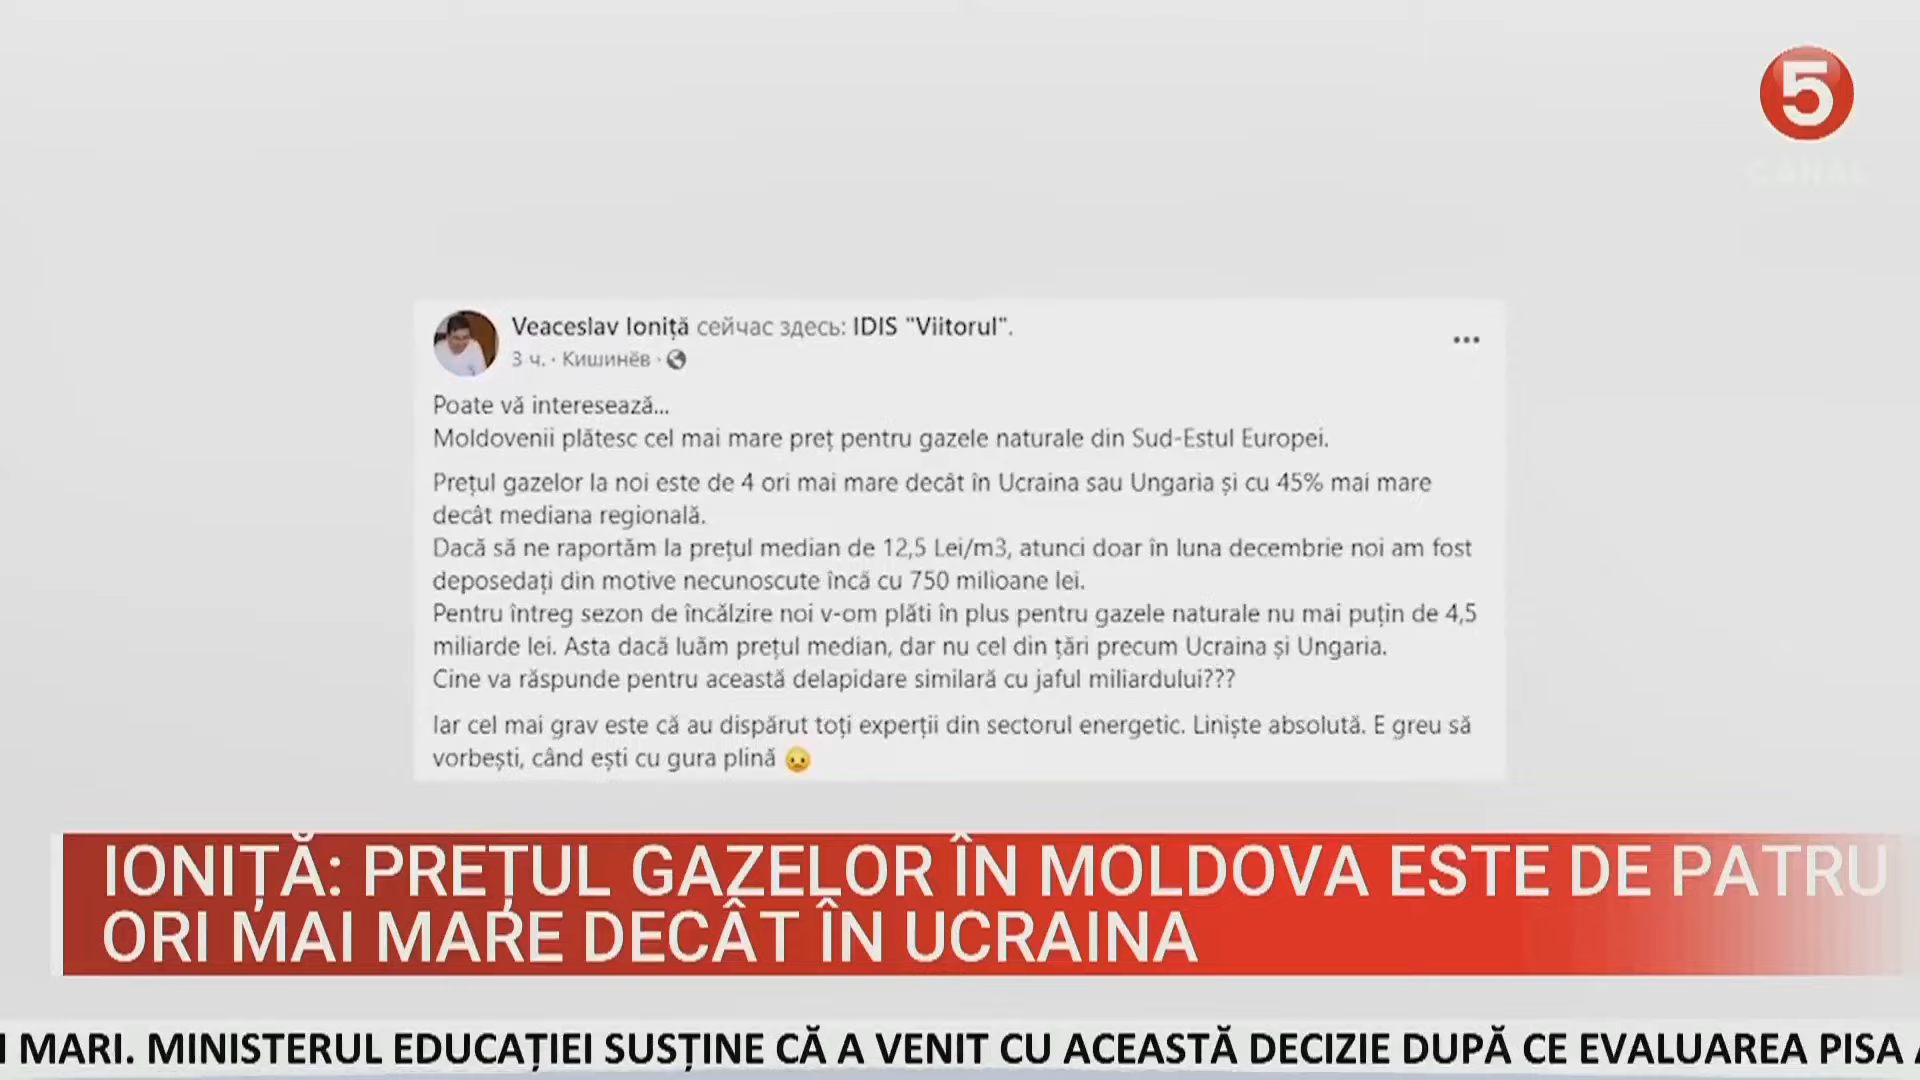 5
CANAL
Veaceslav Ioniță сейчас здесь: IDIS "Viitorul".
3 ч. · Кишинёв ·
Poate vă interesează...
Moldovenii plătesc cel mai mare preț pentru gazele naturale din Sud-Estul Europei.
Prețul gazelor la noi este de 4 ori mai mare decât în Ucraina sau Ungaria și cu 45% mai mare
decât mediana regională.
Dacă să ne raportăm la prețul median de 12,5 Lei/m3, atunci doar în luna decembrie noi am fost
deposedați din motive necunoscute încă cu 750 milioane lei.
Pentru întreg sezon de încălzire noi v-om plăti în plus pentru gazele naturale nu mai puțin de 4,5
miliarde lei. Asta dacă luăm prețul median, dar nu cel din țări precum Ucraina și Ungaria.
Cine va răspunde pentru această delapidare similară cu jaful miliardului???
Iar cel mai grav este că au dispărut toți experții din sectorul energetic. Liniște absolută. E greu să
vorbești, când ești cu gura plină
IONIȚĂ: PREȚUL GAZELOR ÎN MOLDOVA ESTE DE PATRU
ORI MAI MARE DECÂT ÎN UCRAINA
MARI. MINISTERUL EDUCAȚIEI SUSȚINE CĂ A VENIT CU ACEASTĂ DECIZIE DUPĂ CE EVALUAREA PISA